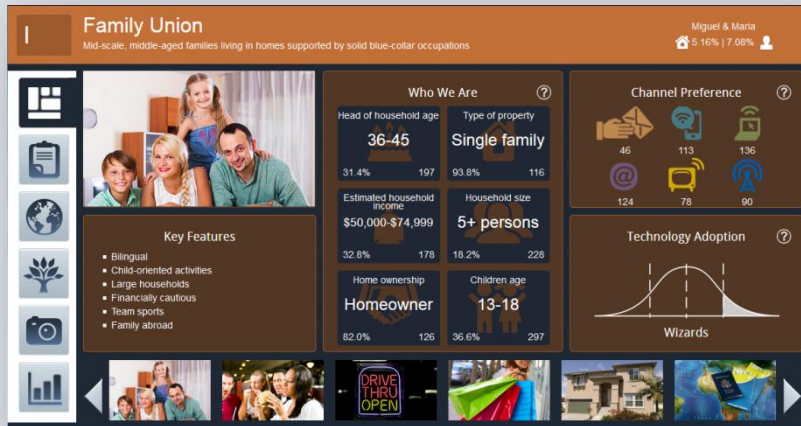 I
Family Union
Mid-scale, middle-aged families living in homes supported by solid blue-collar occupations
Miguel & Maria
5.16% | 7.08%
Who We Are
?
Head of household age
36-45
31.4% 197
Type of property
Single family
93.8% 116
Estimated household
income
$50,000-$74,999
32.8% 178
Household size
5+ persons
18.2% 228
Home ownership
Homeowner
82.0% 126
Children age
13-18
36.6% 297
Channel Preference
?
46 113 136
@
124 78 90
Key Features
Bilingual
Child-oriented activities
Large households
Financially cautious
Team sports
Family abroad
Technology Adoption
?
Wizards
DRIVE
THRU
OPEN